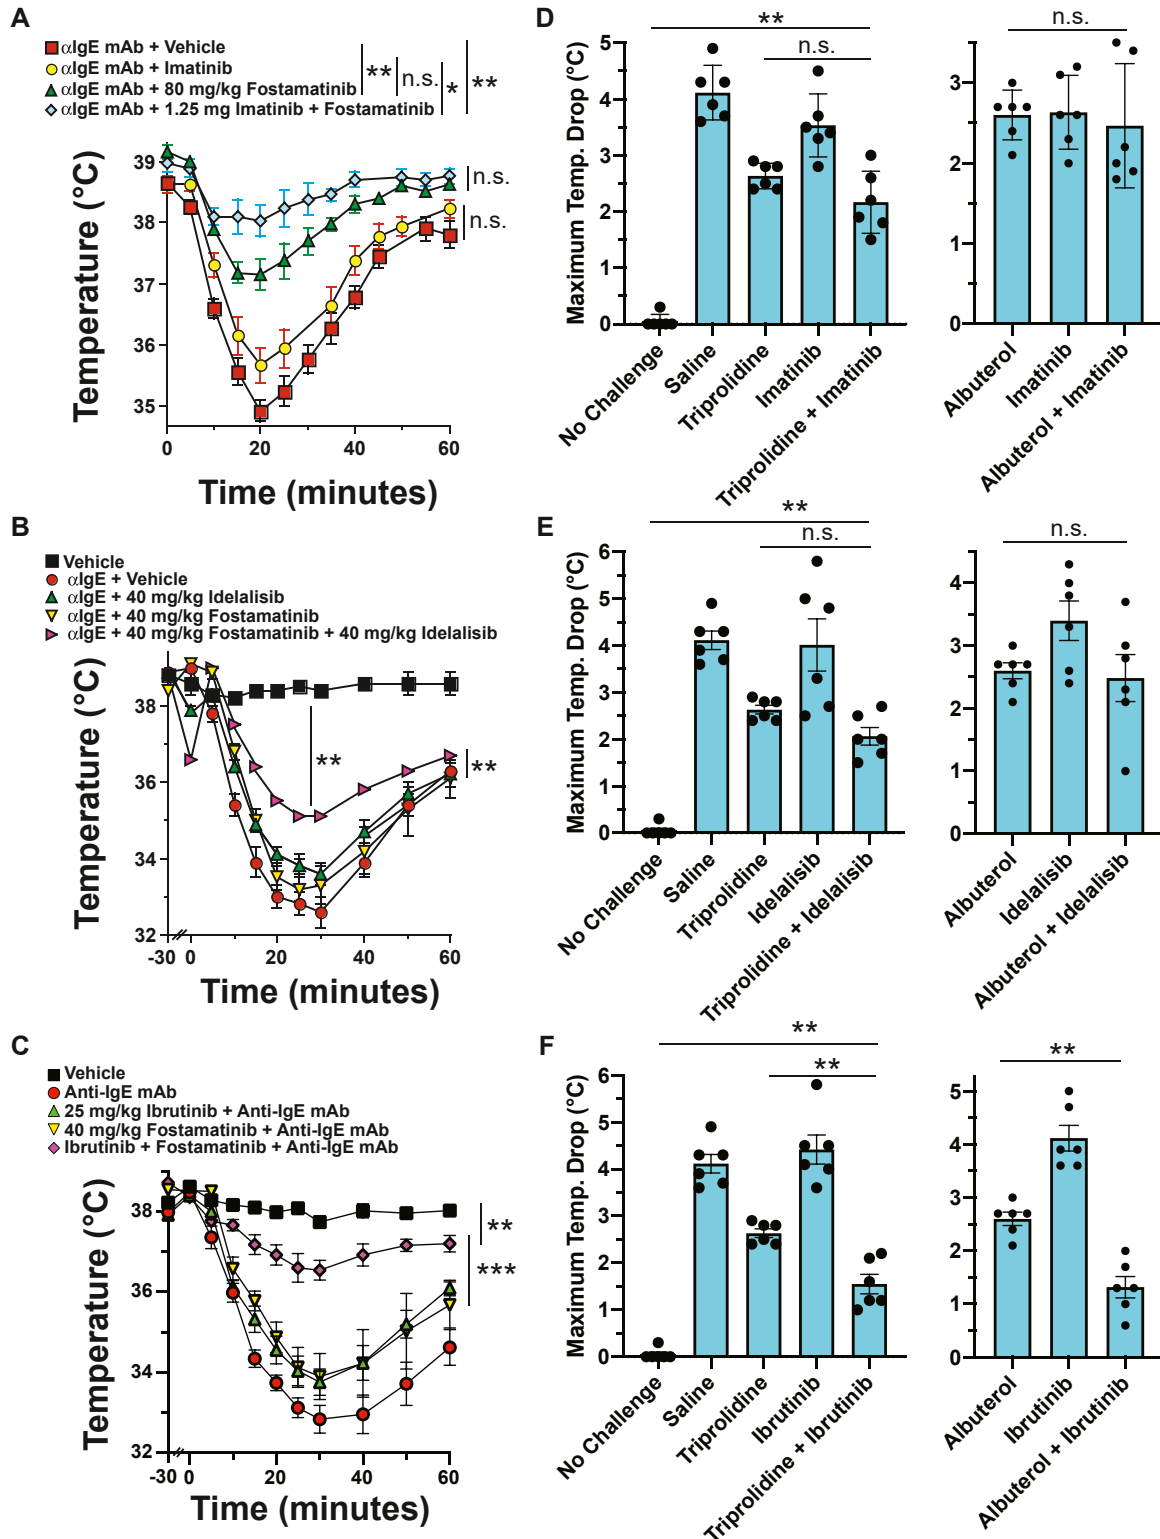 A
αIgE mAb + Vehicle
αIgE mAb + Imatinib
αIgE mAb + 80 mg/kg Fostamatinib
αIgE mAb + 1.25 mg Imatinib + Fostamatinib
** n.s. * **
39
38
37
36
35
n.s.
n.s.
0 20 40 60
Temperature (°C)
Time (minutes)
B
Vehicle
αIgE + Vehicle
αIgE + 40 mg/kg Idelalisib
αIgE + 40 mg/kg Fostamatinib
αIgE + 40 mg/kg Fostamatinib + 40 mg/kg Idelalisib
38
36
34
32
**
**
-30 0 20 40 60
Temperature (°C)
Time (minutes)
C
Vehicle
Anti-IgE mAb
25 mg/kg Ibrutinib + Anti-IgE mAb
40 mg/kg Fostamatinib + Anti-IgE mAb
Ibrutinib + Fostamatinib + Anti-IgE mAb
38
36
34
32
**
***
-30 0 20 40 60
Temperature (°C)
Time (minutes)
D
**
n.s.
5
4
3
2
1
0
Maximum Temp. Drop (°C)
No Challenge
Saline
Triprolidine
Imatinib
Triprolidine + Imatinib
n.s.
3
2
1
0
Albuterol
Imatinib
Albuterol + Imatinib
E
**
n.s.
6
5
4
3
2
1
0
Maximum Temp. Drop (°C)
No Challenge
Saline
Triprolidine
Idelalisib
Triprolidine + Idelalisib
n.s.
4
3
2
1
0
Albuterol
Idelalisib
Albuterol + Idelalisib
F
**
**
6
5
4
3
2
1
0
Maximum Temp. Drop (°C)
No Challenge
Saline
Triprolidine
Ibrutinib
Triprolidine + Ibrutinib
**
5
4
3
2
1
0
Albuterol
Ibrutinib
Albuterol + Ibrutinib